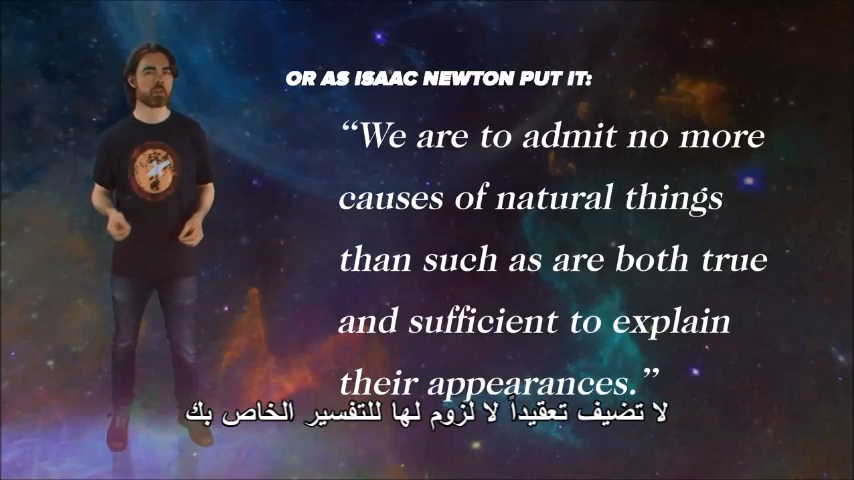 OR AS ISAAC NEWTON PUT IT:
“We are to admit no more
causes of natural things
than such as are both true
and sufficient to explain
their appearances.”
لا تضيف تعقيداً لا لزوم لها للتفسير الخاص بك